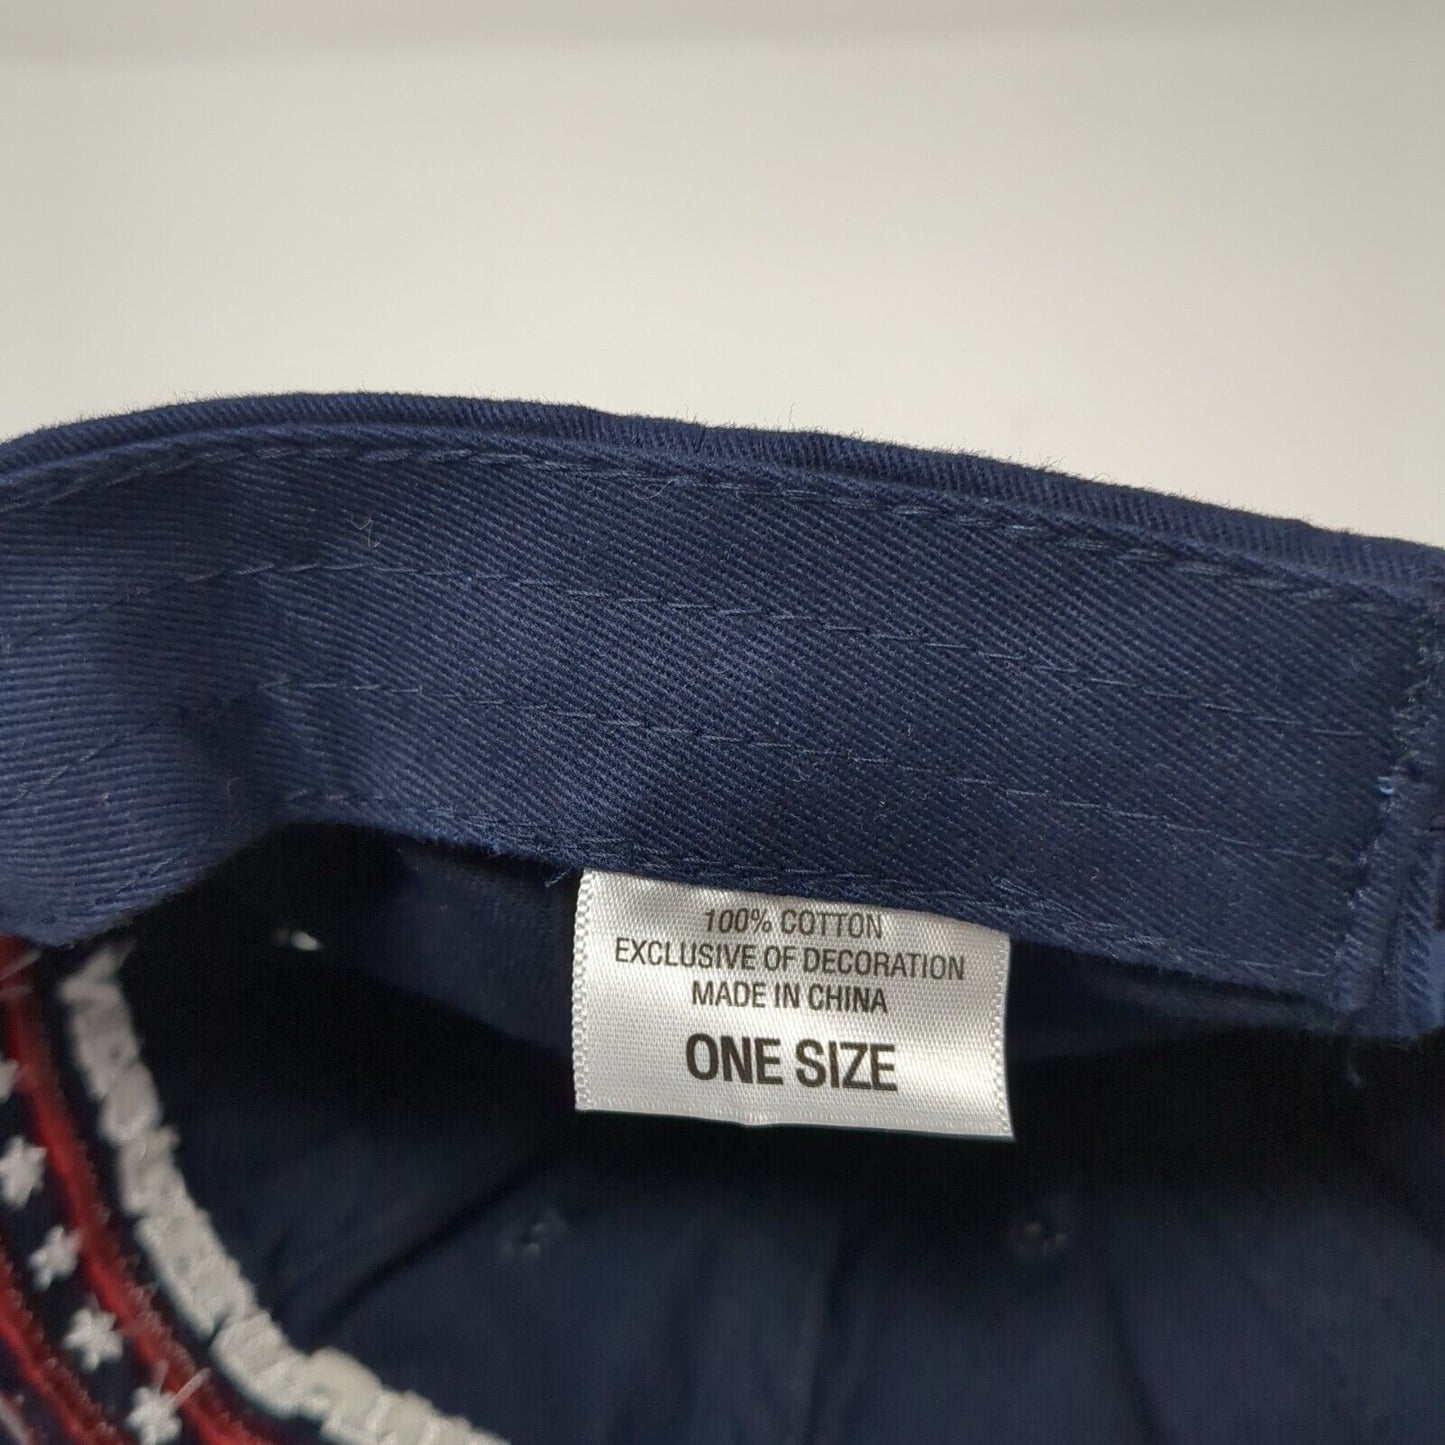 100% COTTON
EXCLUSIVE OF DECORATION
MADE IN CHINA
ONE SIZE